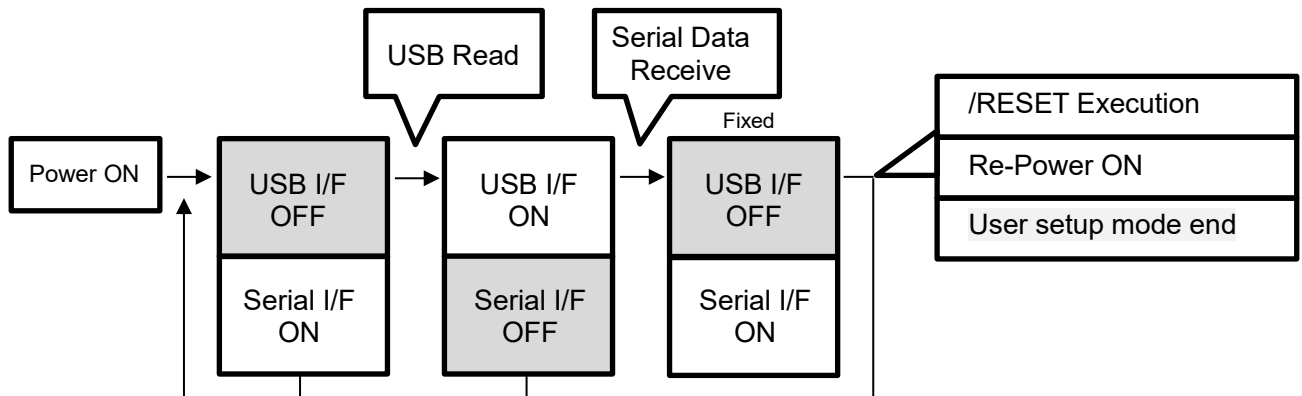 USB Read
Serial Data
Receive
/RESET Execution
Fixed
Power ON
USB I/F
OFF
USB I/F
ON
USB I/F
OFF
Re-Power ON
User setup mode end
Serial I/F
ON
Serial I/F
OFF
Serial I/F
ON